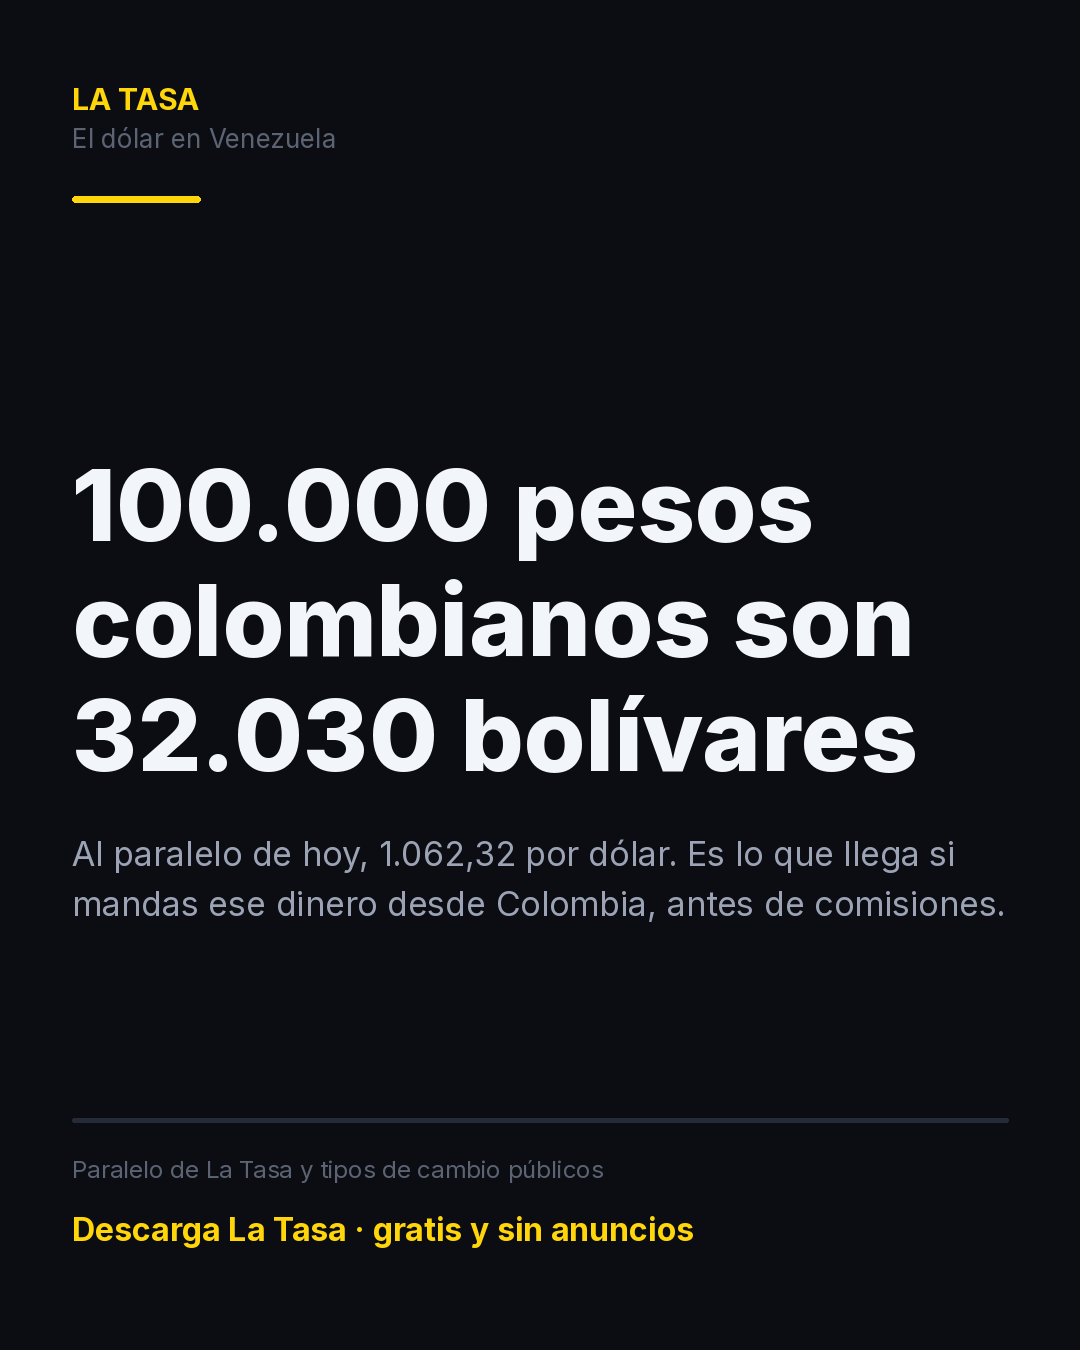 LA TASA
El dólar en Venezuela
100.000 pesos
colombianos son
32.030 bolívares
Al paralelo de hoy, 1.062,32 por dólar. Es lo que llega si
mandas ese dinero desde Colombia, antes de comisiones.
Paralelo de La Tasa y tipos de cambio públicos
Descarga La Tasa · gratis y sin anuncios